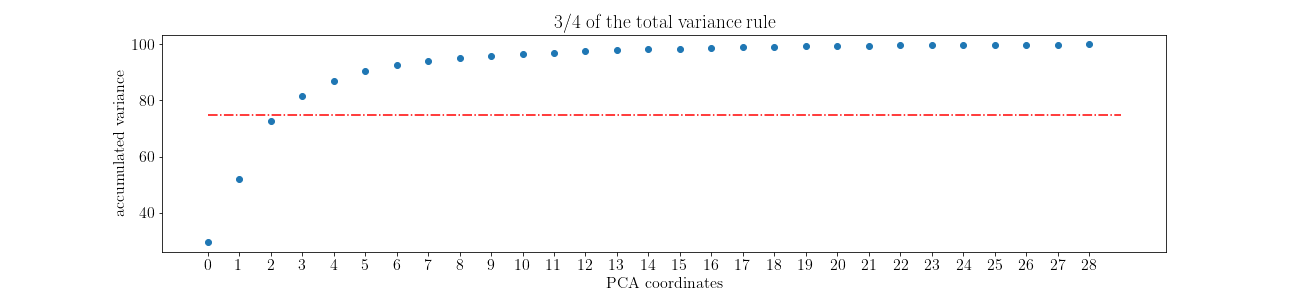 3/4 of the total variance rule
accumulated variance
100
80
60
40
0 1 2 3 4 5 6 7 8 9 10 11 12 13 14 15 16 17 18 19 20 21 22 23 24 25 26 27 28
PCA coordinates